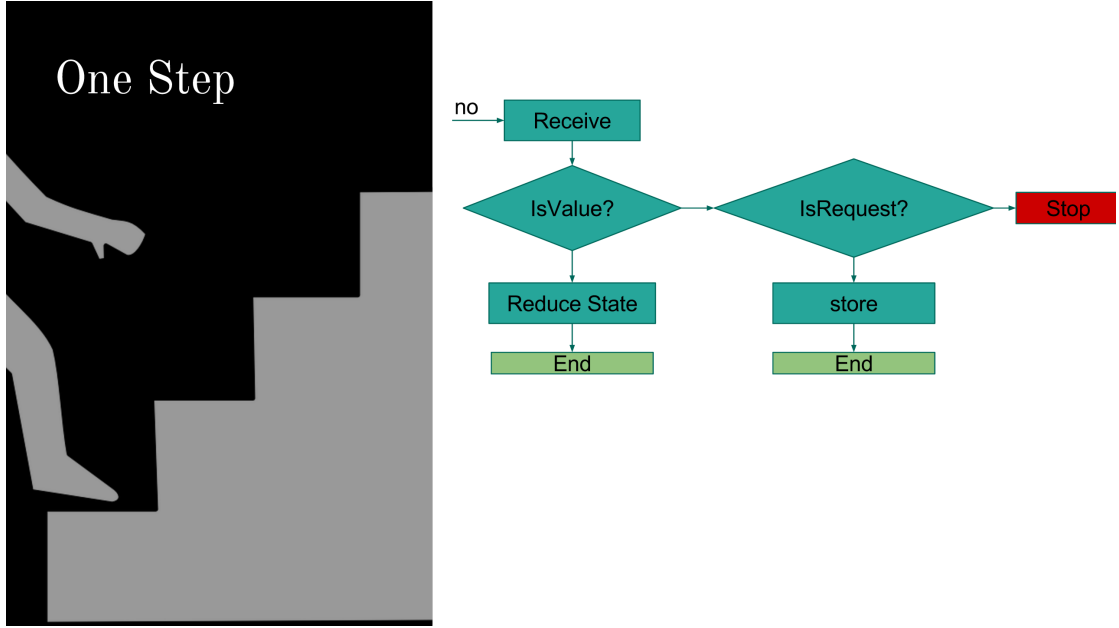 One Step
no
Receive
IsValue?
IsRequest?
Stop
Reduce State
store
End
End